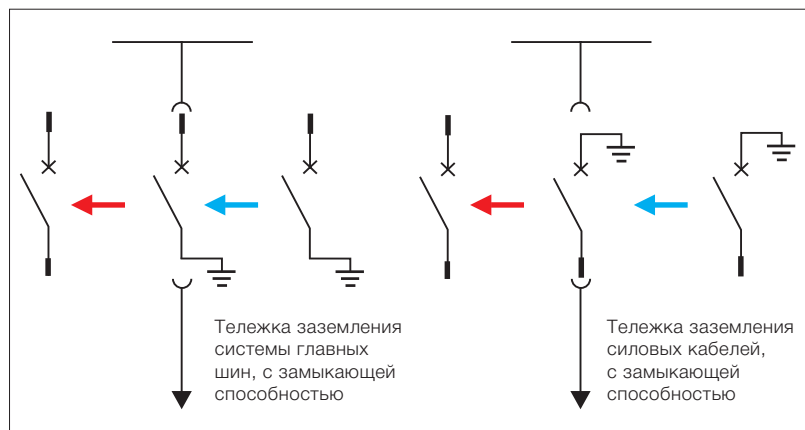 Тележка заземления
системы главных
шин, с замыкающей
способностью
Тележка заземления
силовых кабелей,
с замыкающей
способностью